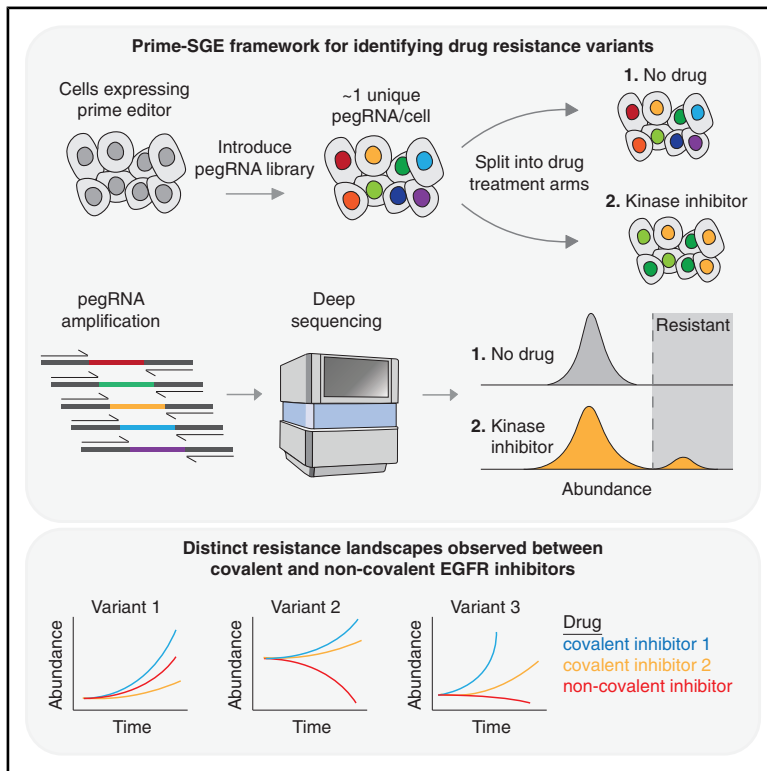 Prime-SGE framework for identifying drug resistance variants
Cells expressing
prime editor
Introduce
pegRNA library
~1 unique
pegRNA/cell
Split into drug
treatment arms
1. No drug
2. Kinase inhibitor
pegRNA
amplification
Deep
sequencing
Resistant
1. No drug
2. Kinase
inhibitor
Abundance
Distinct resistance landscapes observed between
covalent and non-covalent EGFR inhibitors
Variant 1
Abundance
Time
Variant 2
Abundance
Time
Variant 3
Abundance
Time
Drug
covalent inhibitor 1
covalent inhibitor 2
non-covalent inhibitor